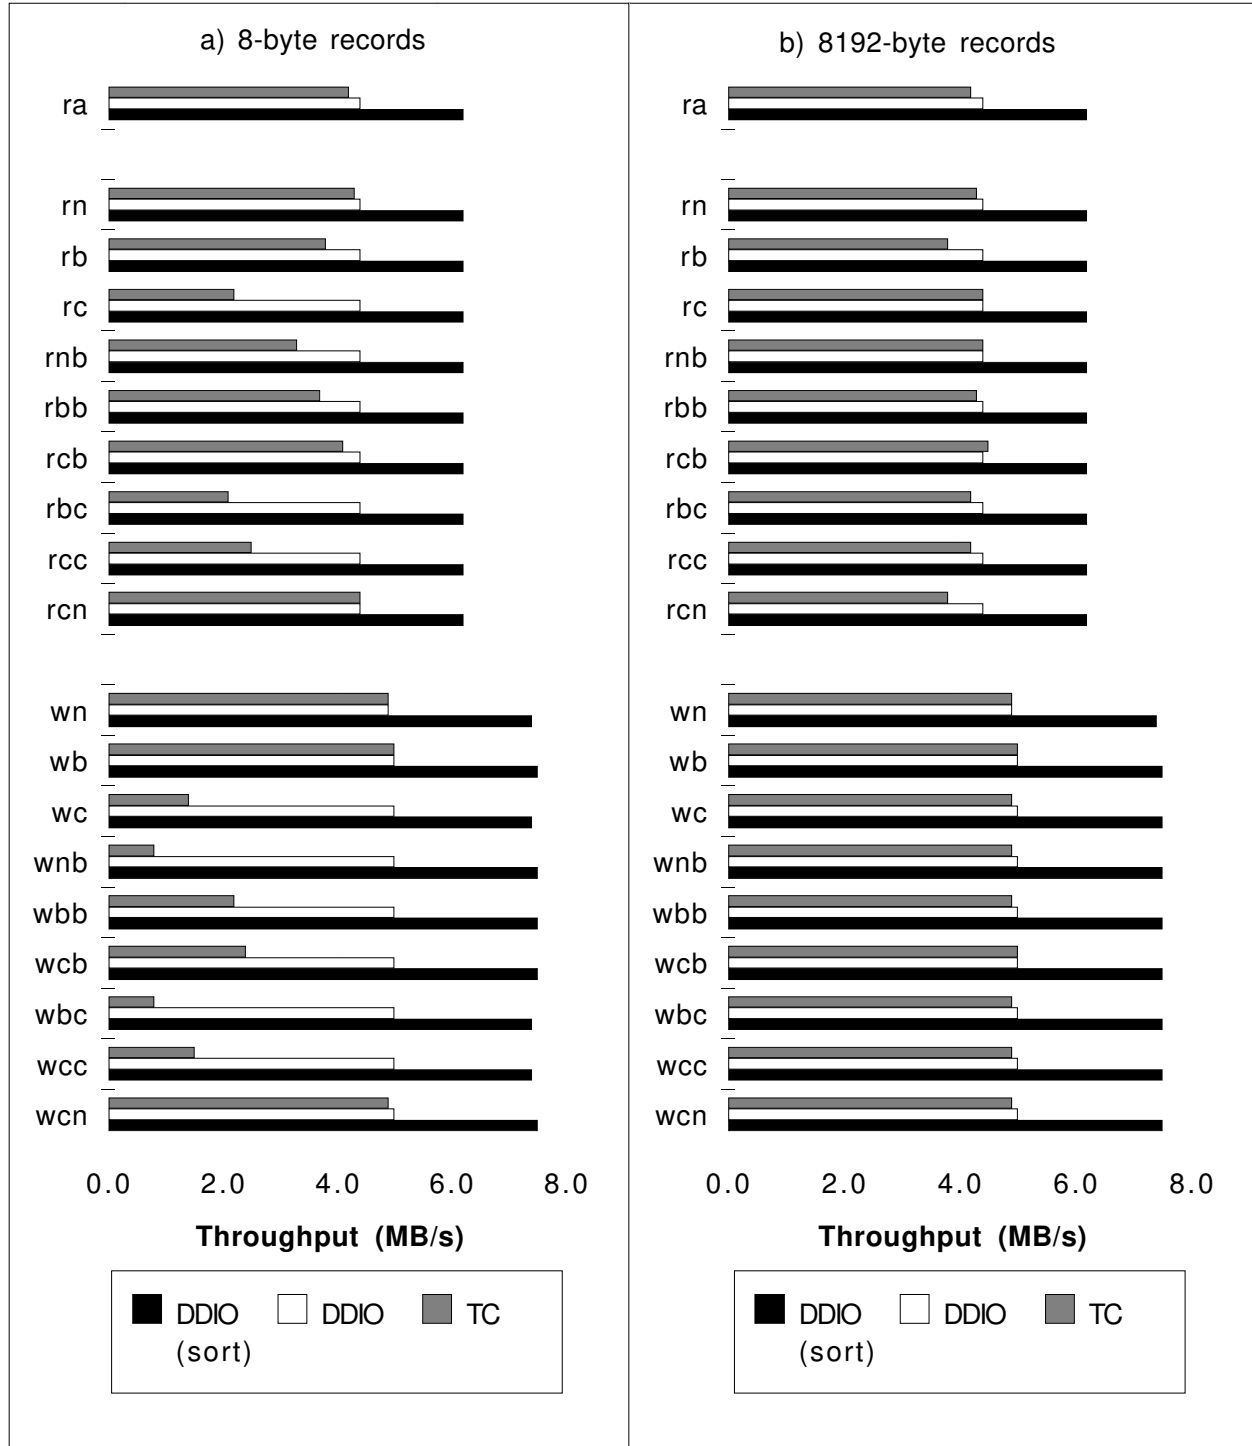 a) 8-byte records
ra
rn
rb
rc
rnb
rbb
rcb
rbc
rcc
rcn
wn
wb
wc
wnb
wbb
wcb
wbc
wcc
wcn
0.0 2.0 4.0 6.0 8.0
Throughput (MB/s)
DDIO DDIO TC
(sort)
b) 8192-byte records
ra
rn
rb
rc
rnb
rbb
rcb
rbc
rcc
rcn
wn
wb
wc
wnb
wbb
wcb
wbc
wcc
wcn
0.0 2.0 4.0 6.0 8.0
Throughput (MB/s)
DDIO DDIO TC
(sort)